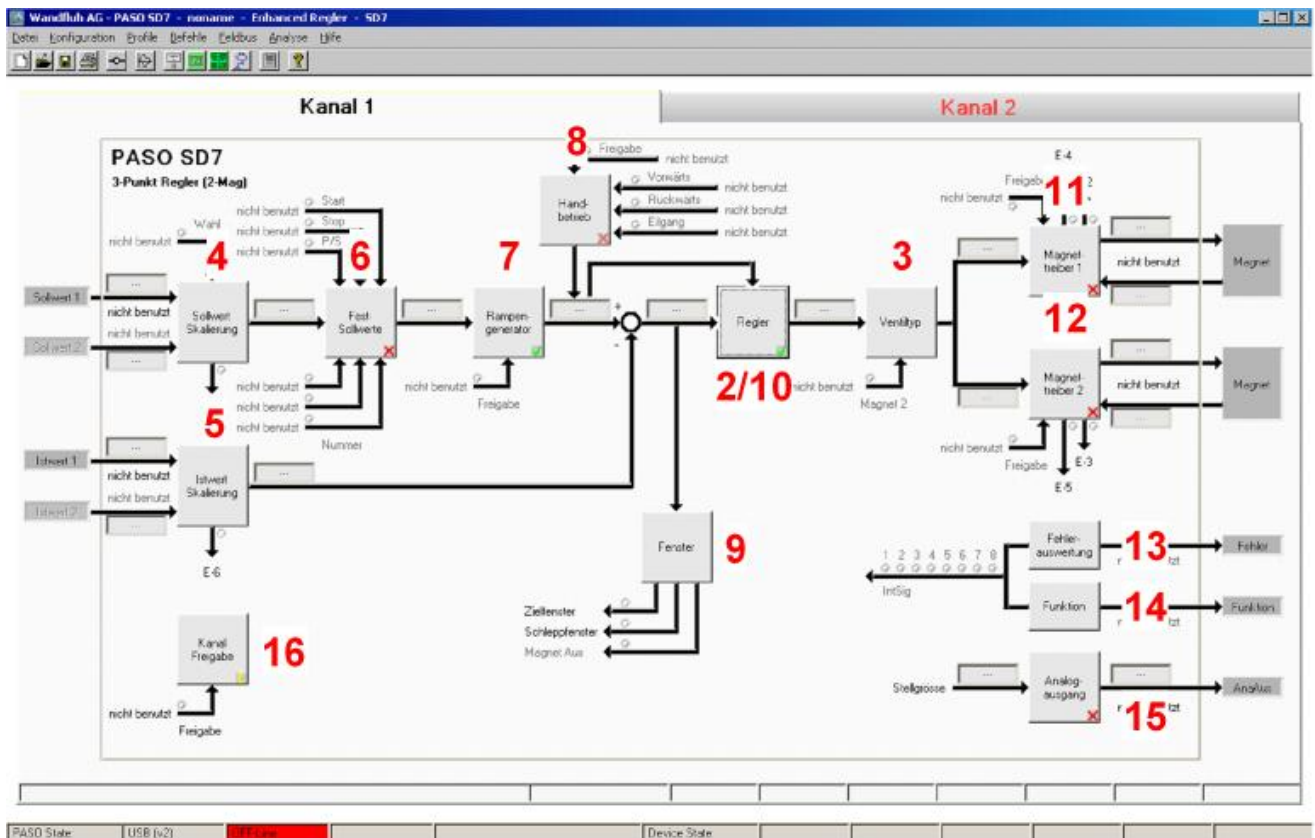 Wandfluh AG - PASO SD7 - noname - Enhanced Regler - SD7
Datei Konfiguration Profile Befehle Feldbus Analyse Hilfe
Kanal 1
Kanal 2
PASO SD7
3-Punkt Regler (2-Mag)
8
Freigabe
nicht benutzt
Hand-
betrieb
Vorwärts
nicht benutzt
Rückwärts
nicht benutzt
Eilgang
nicht benutzt
E-4
11
nicht benutzt
Start
nicht benutzt
Stop
nicht benutzt
P/S
nicht benutzt
Wahl
nicht benutzt
4
6
7
3
Sollwert 1
...
nicht benutzt
nicht benutzt
Sollwert 2
...
Sollwert
Skalierung
...
Fest-
Sollwerte
...
Rampen-
generator
...
+
-
...
Regler
...
Ventiltyp
...
...
Magnet-
treiber 1
...
nicht benutzt
...
Magnet
12
Magnet-
treiber 2
...
nicht benutzt
...
Magnet
5
nicht benutzt
nicht benutzt
nicht benutzt
Nummer
nicht benutzt
Freigabe
2/10
nicht benutzt
Magnet 2
nicht benutzt
Freigabe
E-3
E-5
Istwert 1
...
nicht benutzt
nicht benutzt
Istwert 2
...
Istwert
Skalierung
...
E-6
Fenster
9
Zielfenster
Schleppfenster
Magnet Aus
1 2 3 4 5 6 7 8
IntSig
Fehler-
auswertung
13
Fehler
Funktion
14
Funktion
Kanal
Freigabe
16
nicht benutzt
Freigabe
Stellgrösse
...
Analog-
ausgang
...
15
AnaAus
PASO State:
USB (v2)
OFF-Line
Device State